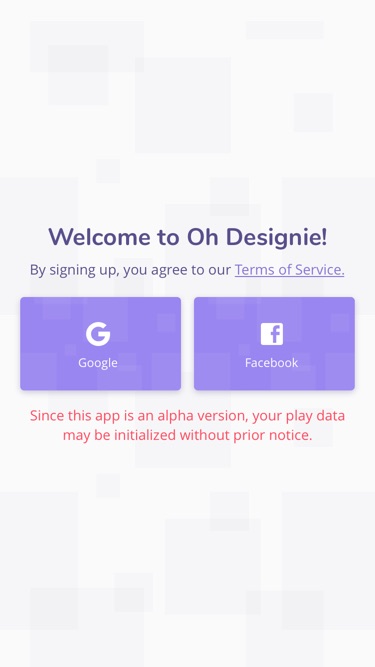 Welcome to Oh Designie!
By signing up, you agree to our Terms of Service.
Google
Facebook
Since this app is an alpha version, your play data
may be initialized without prior notice.